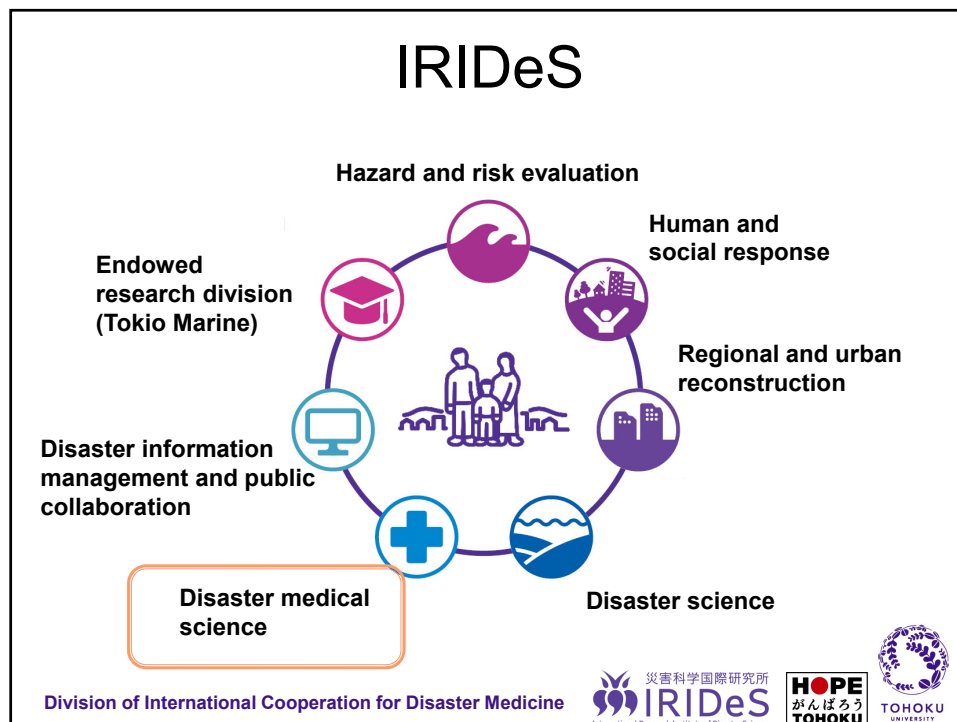 IRIDeS
Hazard and risk evaluation
Human and
social response
Endowed
research division
(Tokio Marine)
Regional and urban
reconstruction
Disaster information
management and public
collaboration
Disaster medical
science
Disaster science
Division of International Cooperation for Disaster Medicine
災害科学国際研究所
IRIDeS
HOPE
がんばろう
TOHOKU
TOHOKU
UNIVERSITY